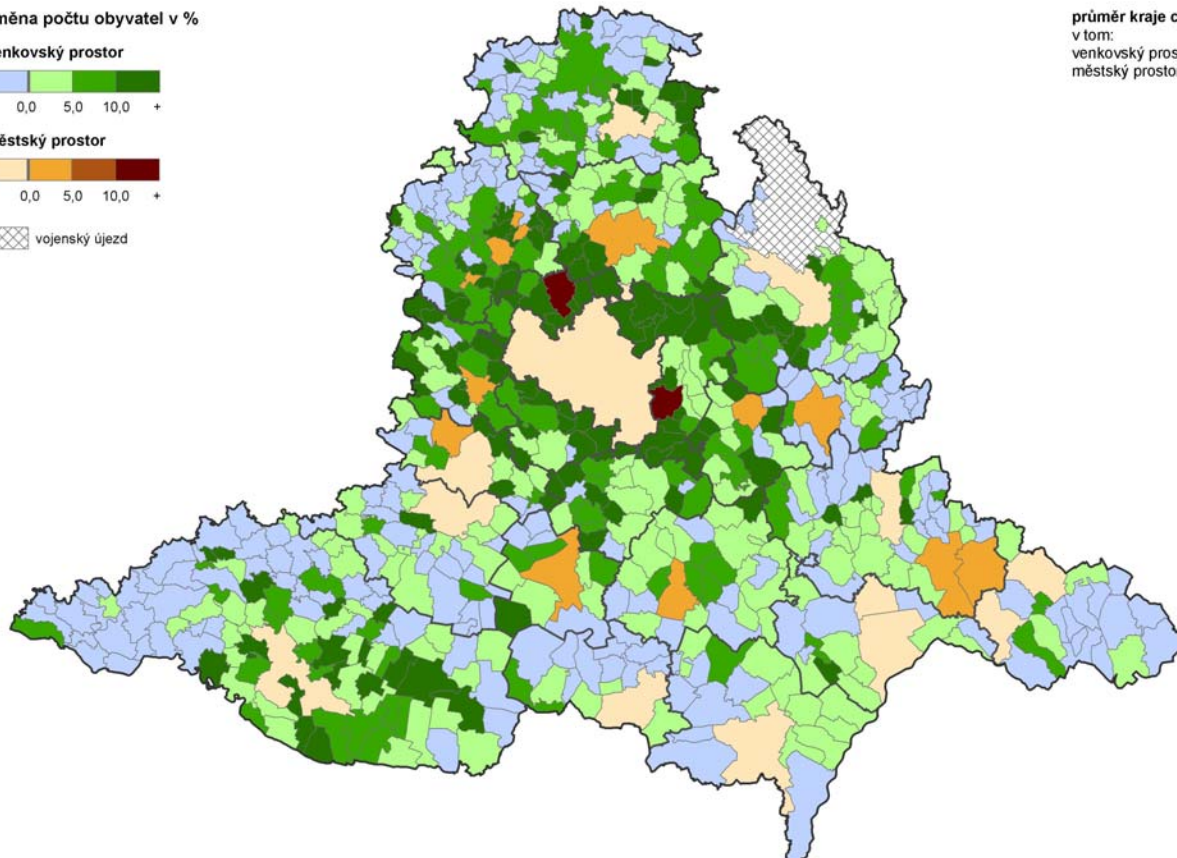 měna počtu obyvatel v %
enkovský prostor
0,0 5,0 10,0 +
ěstský prostor
0,0 5,0 10,0 +
vojenský újezd
průměr kraje c
v tom:
venkovský pros
městský prostor